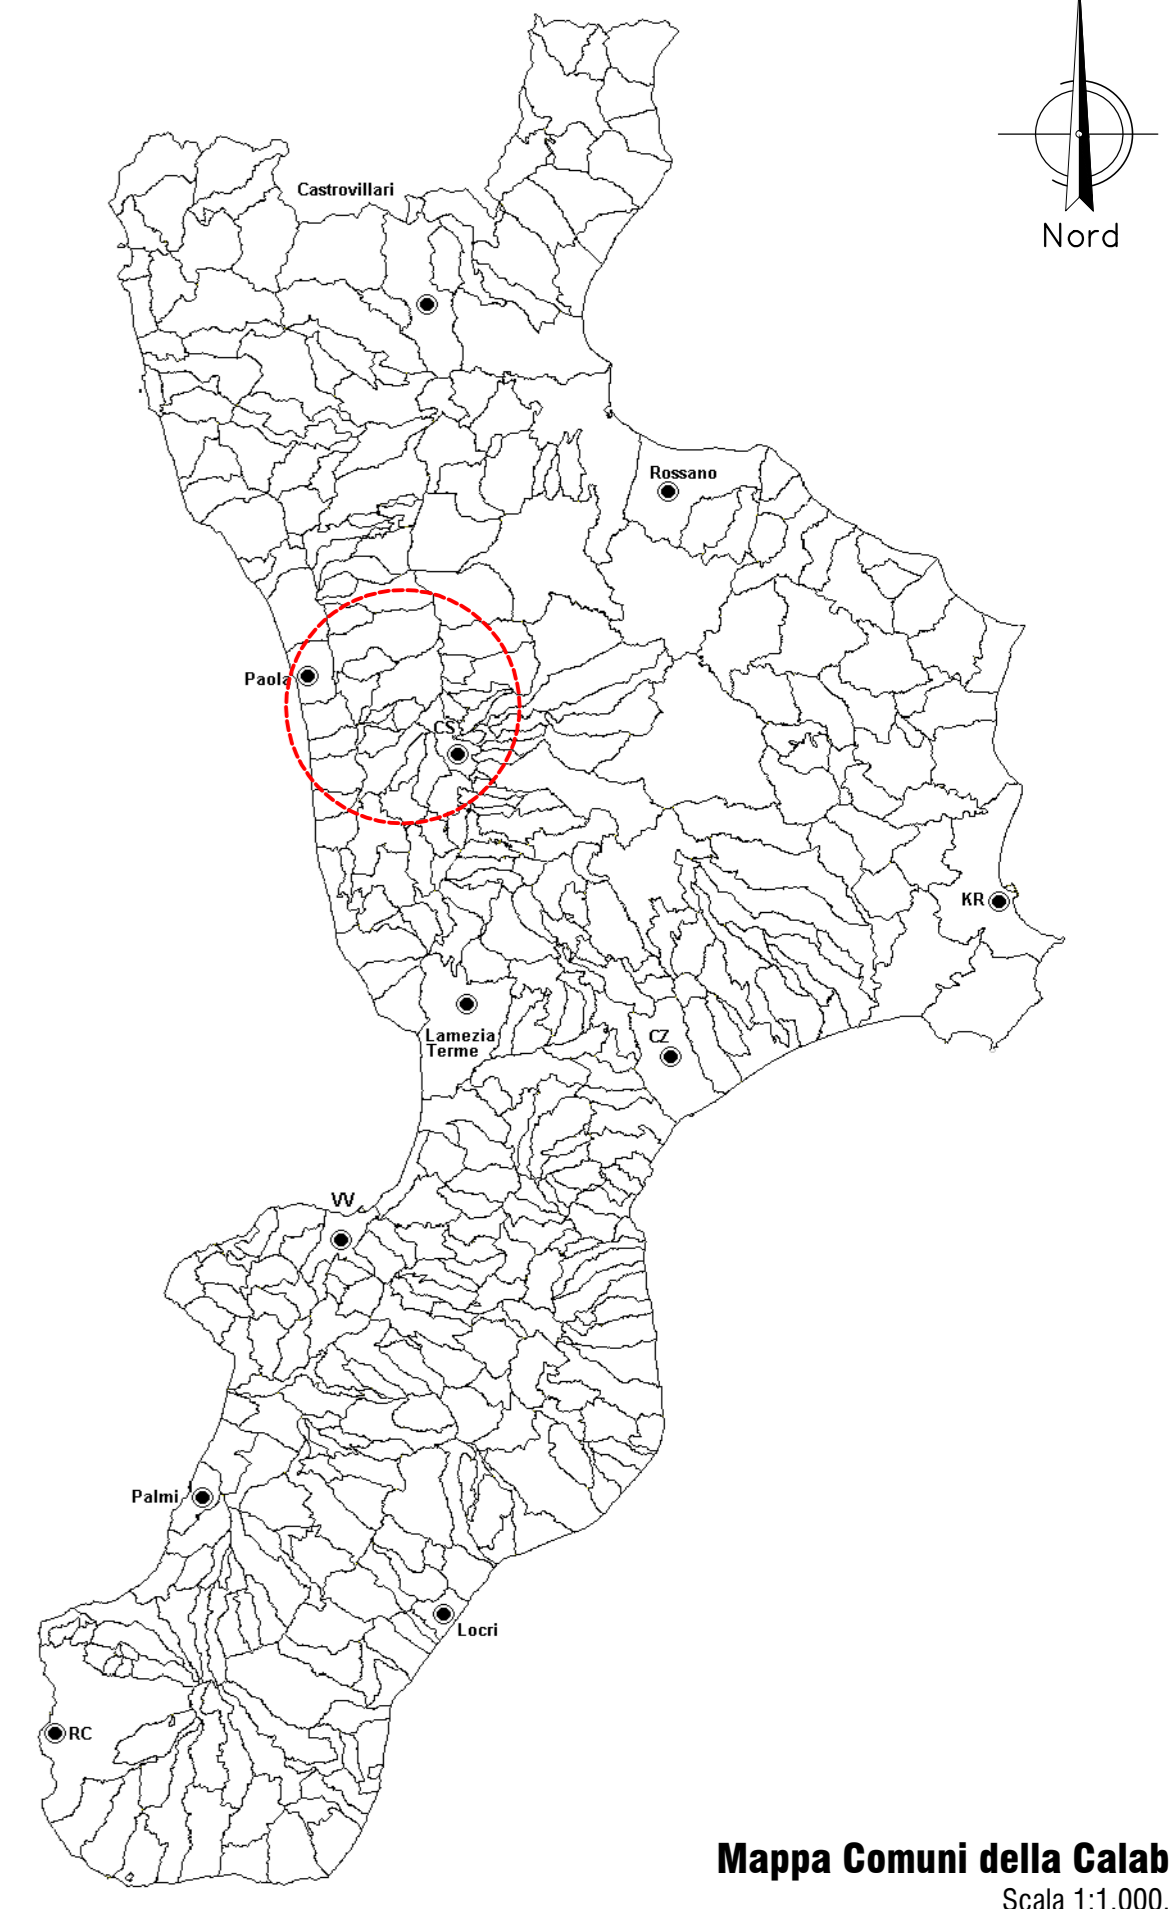 Nord
Castrovillari
Rossano
Paola
CS
KR
Lamezia
Terme
CZ
VV
Palmi
Locri
RC
Mappa Comuni della Calab
Scala 1:1.000.